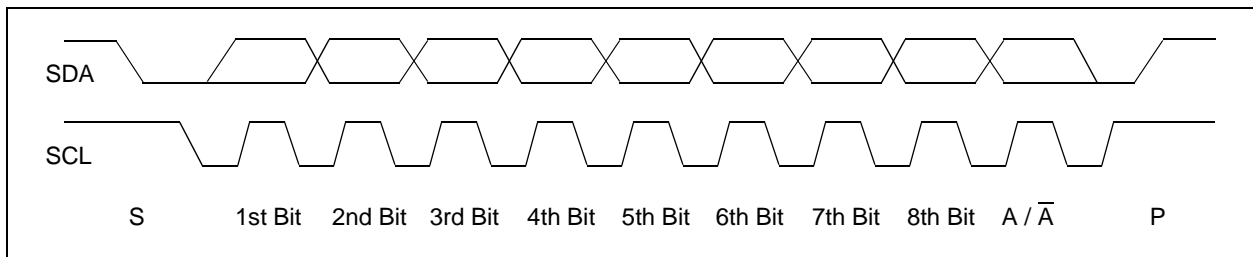 SDA
SCL
S 1st Bit 2nd Bit 3rd Bit 4th Bit 5th Bit 6th Bit 7th Bit 8th Bit A / A̅ P